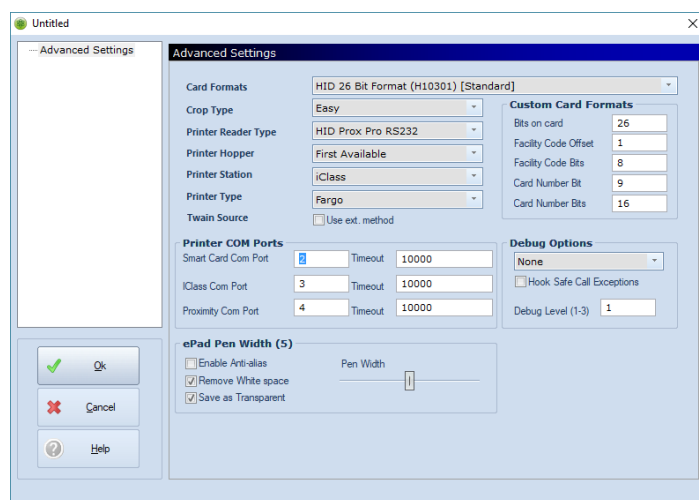 Untitled
Advanced Settings
Advanced Settings
Card Formats HID 26 Bit Format (H10301) [Standard]
Crop Type Easy
Printer Reader Type HID Prox Pro RS232
Printer Hopper First Available
Printer Station iClass
Printer Type Fargo
Twain Source Use ext. method
Custom Card Formats
Bits on card 26
Facility Code Offset 1
Facility Code Bits 8
Card Number Bit 9
Card Number Bits 16
Printer COM Ports
Smart Card Com Port 2 Timeout 10000
IClass Com Port 3 Timeout 10000
Proximity Com Port 4 Timeout 10000
Debug Options
None
Hook Safe Call Exceptions
Debug Level (1-3) 1
ePad Pen Width (5)
Enable Anti-alias Pen Width
Remove White space
Save as Transparent
Ok
Cancel
Help